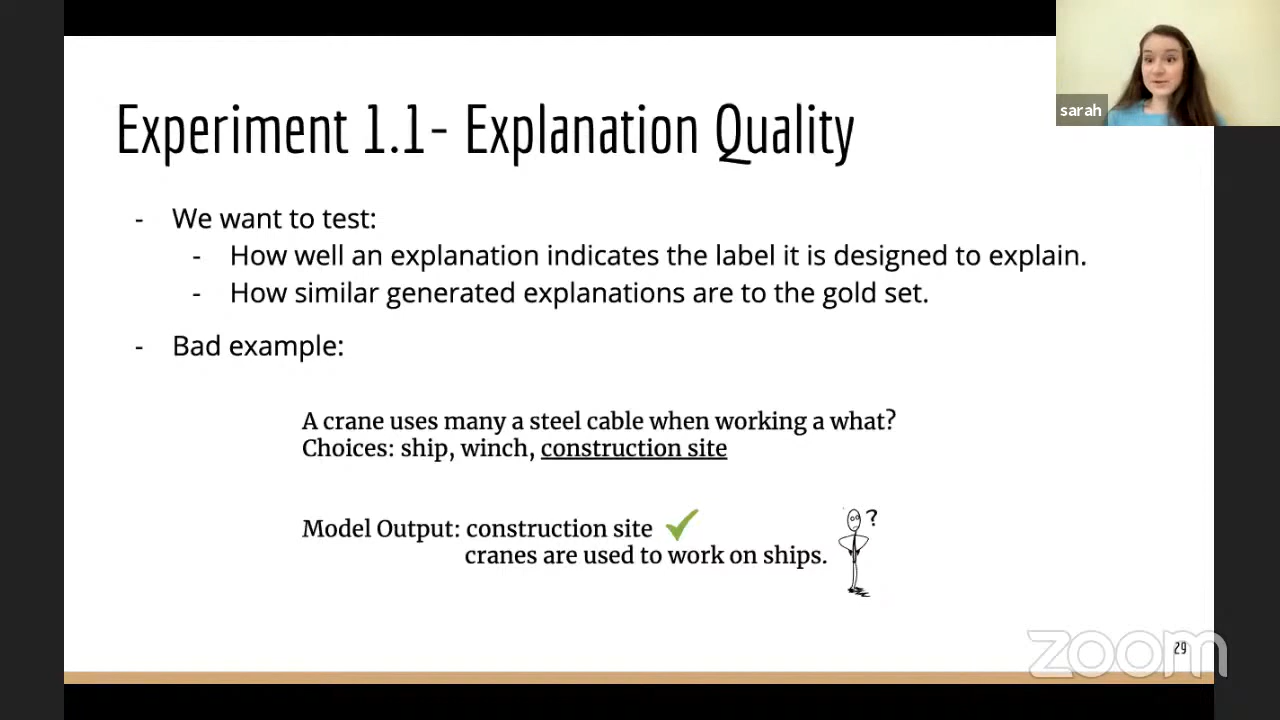 sarah
Experiment 1.1- Explanation Quality
- We want to test:
- How well an explanation indicates the label it is designed to explain.
- How similar generated explanations are to the gold set.
- Bad example:
A crane uses many a steel cable when working a what?
Choices: ship, winch, construction site
Model Output: construction site
cranes are used to work on ships.
?
zoom
29